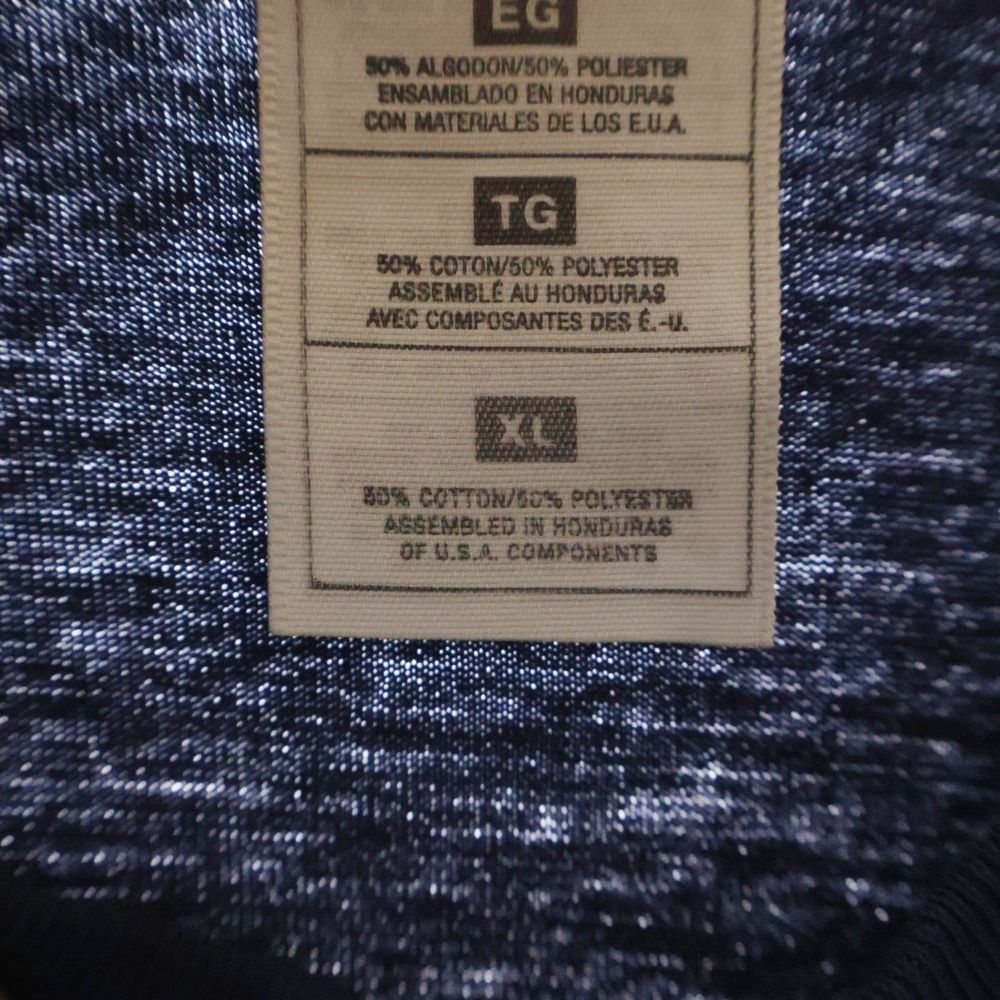 EG
50% ALGODON/50% POLIESTER
ENSAMBLADO EN HONDURAS
CON MATERIALES DE LOS E.U.A.
TG
50% COTON/50% POLYESTER
ASSEMBLÉ AU HONDURAS
AVEC COMPOSANTES DES É.-U.
XL
50% COTTON/50% POLYESTER
ASSEMBLED IN HONDURAS
OF U.S.A. COMPONENTS